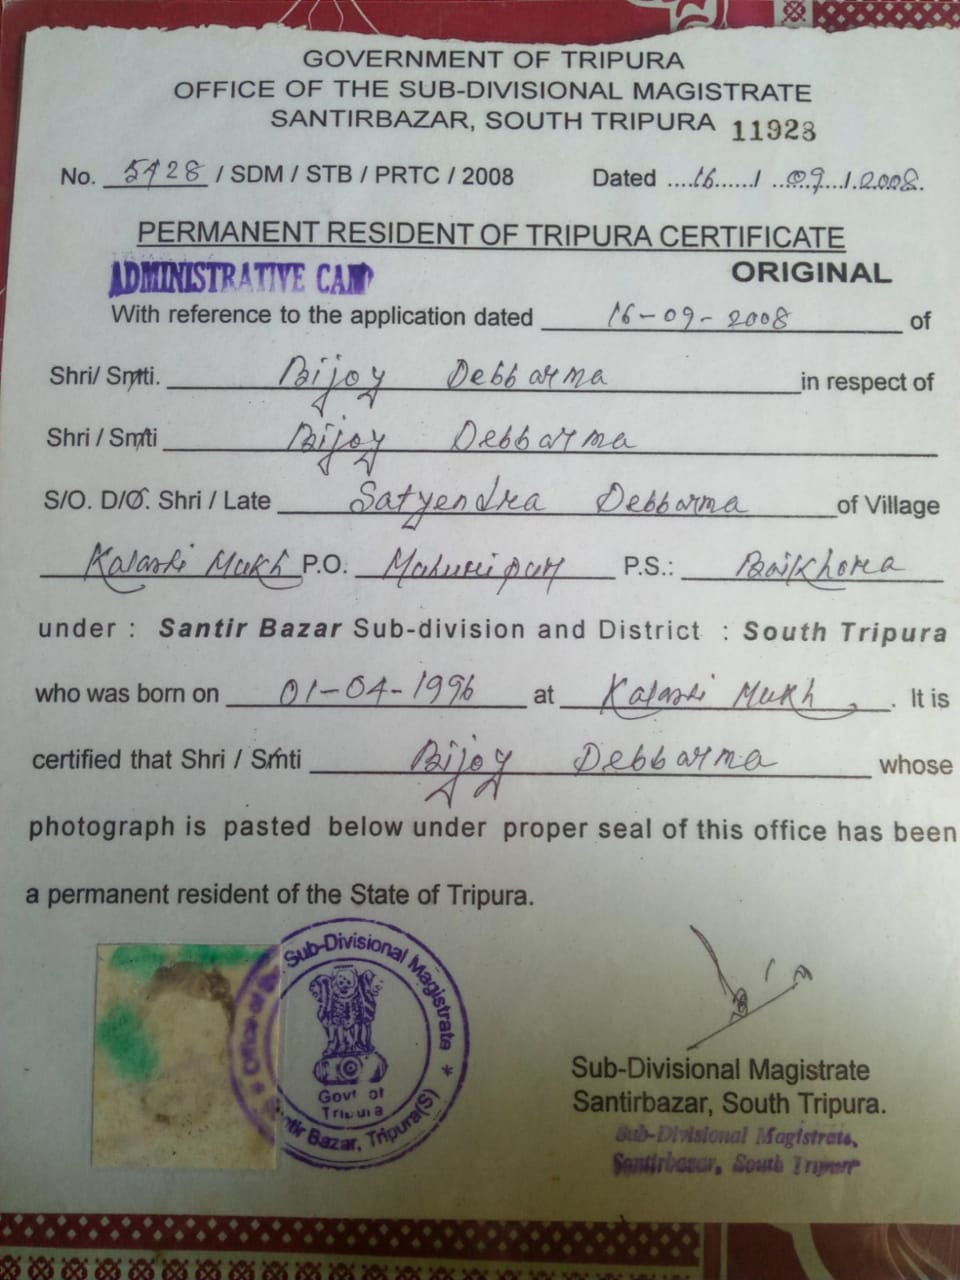 GOVERNMENT OF TRIPURA
OFFICE OF THE SUB-DIVISIONAL MAGISTRATE
SANTIRBAZAR, SOUTH TRIPURA 11928
No. 5428 / SDM / STB / PRTC / 2008 Dated ....16....../ ..09.../.2008.
PERMANENT RESIDENT OF TRIPURA CERTIFICATE
ADMINISTRATIVE CAMP ORIGINAL
With reference to the application dated 16-09-2008 of
Shri/ Smti. Bijoy Debbarma in respect of
Shri / Smti Bijoy Debbarma
S/O. D/O. Shri / Late Satyendra Debbarma of Village
Kalashi Mukh P.O. Muhuripur P.S.: Baikhora
under : Santir Bazar Sub-division and District : South Tripura
who was born on 01-04-1996 at Kalashi Mukh. It is
certified that Shri / Smti Bijoy Debbarma whose
photograph is pasted below under proper seal of this office has been
a permanent resident of the State of Tripura.
Office of the Sub-Divisional Magistrate *
Govt of
Tripura
Santir Bazar, Tripura(S)
Sub-Divisional Magistrate
Santirbazar, South Tripura.
Sub-Divisional Magistrate,
Santirbazar, South Tripura